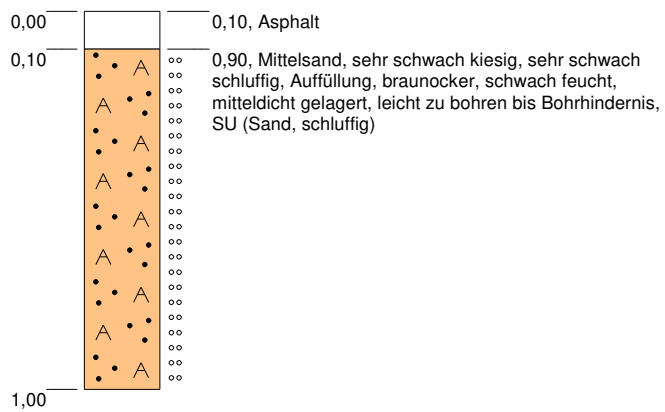 0,00
0,10, Asphalt
0,10
0,90, Mittelsand, sehr schwach kiesig, sehr schwach
schluffig, Auffüllung, braunocker, schwach feucht,
mitteldicht gelagert, leicht zu bohren bis Bohrhindernis,
SU (Sand, schluffig)
A
A
A
A
A
A
A
A
A
1,00